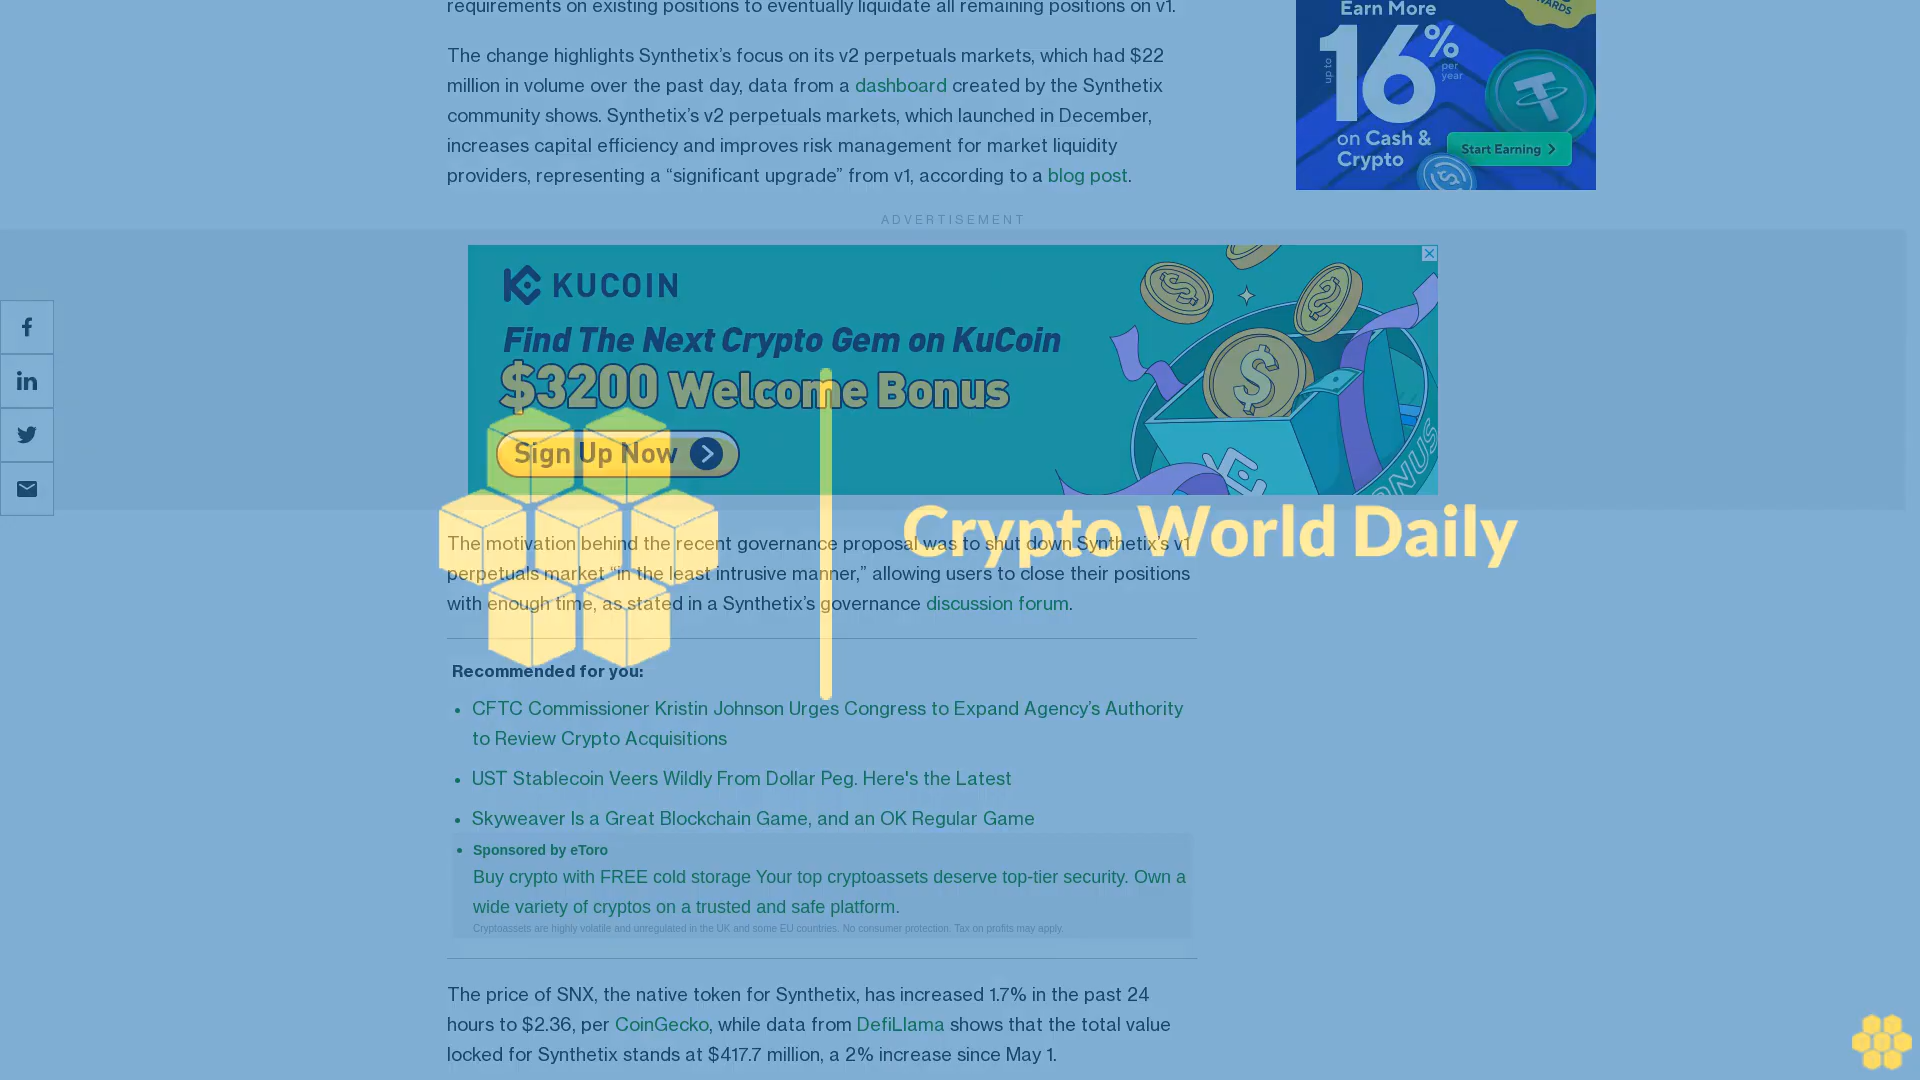 requirements on existing positions to eventually liquidate all remaining positions on v1.
The change highlights Synthetix’s focus on its v2 perpetuals markets, which had $22
million in volume over the past day, data from a dashboard created by the Synthetix
community shows. Synthetix’s v2 perpetuals markets, which launched in December,
increases capital efficiency and improves risk management for market liquidity
providers, representing a “significant upgrade” from v1, according to a blog post.
Earn More
up to
16%
per
year
on Cash &
Crypto
Start Earning
ADVERTISEMENT
KUCOIN
Find The Next Crypto Gem on KuCoin
$3200 Welcome Bonus
Sign Up Now
BONUS
Crypto World Daily
The motivation behind the recent governance proposal was to shut down Synthetix’s v1
perpetuals market “in the least intrusive manner,” allowing users to close their positions
with enough time, as stated in a Synthetix’s governance discussion forum.
Recommended for you:
• CFTC Commissioner Kristin Johnson Urges Congress to Expand Agency’s Authority
to Review Crypto Acquisitions
• UST Stablecoin Veers Wildly From Dollar Peg. Here's the Latest
• Skyweaver Is a Great Blockchain Game, and an OK Regular Game
• Sponsored by eToro
Buy crypto with FREE cold storage Your top cryptoassets deserve top-tier security. Own a
wide variety of cryptos on a trusted and safe platform.
Cryptoassets are highly volatile and unregulated in the UK and some EU countries. No consumer protection. Tax on profits may apply.
The price of SNX, the native token for Synthetix, has increased 1.7% in the past 24
hours to $2.36, per CoinGecko, while data from DefiLlama shows that the total value
locked for Synthetix stands at $417.7 million, a 2% increase since May 1.